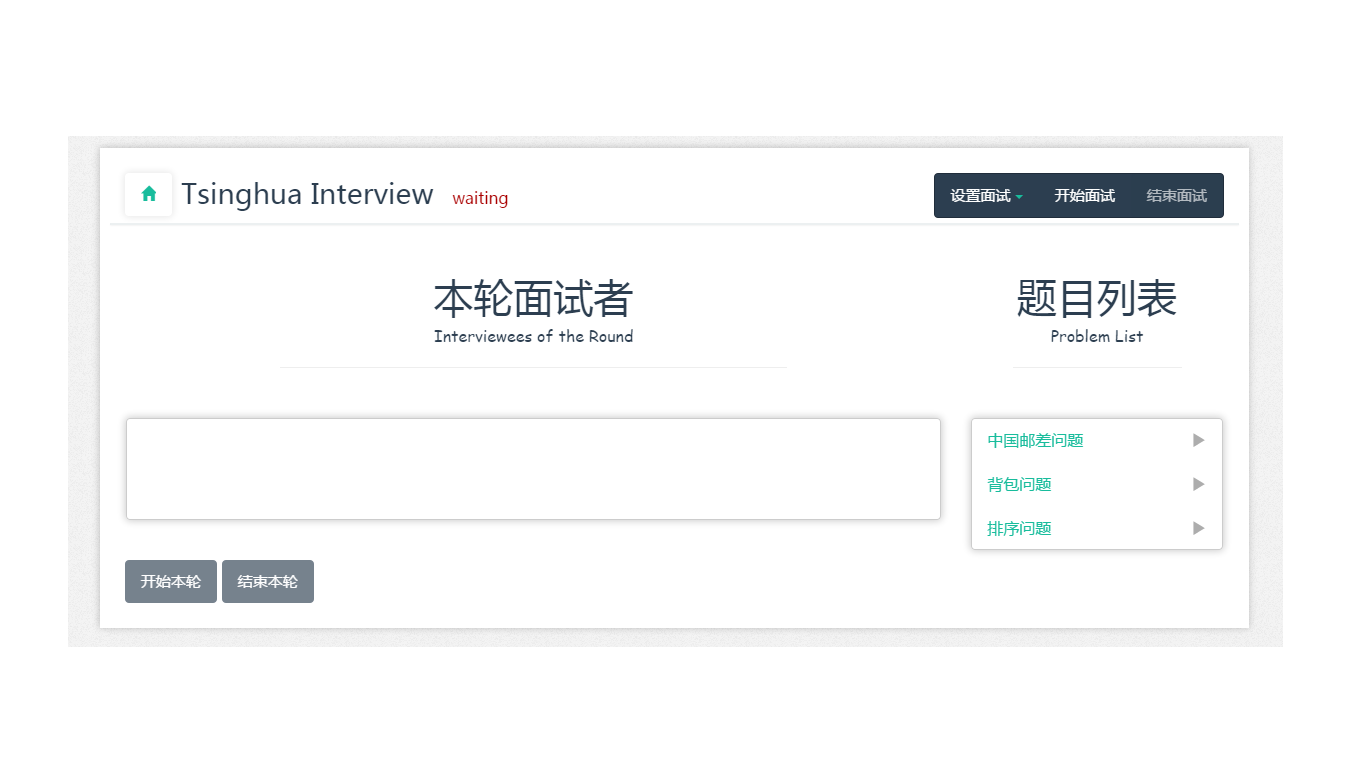 Tsinghua Interview waiting 设置面试 开始面试 结束面试
本轮面试者
Interviewees of the Round
题目列表
Problem List
中国邮差问题
背包问题
排序问题
开始本轮 结束本轮